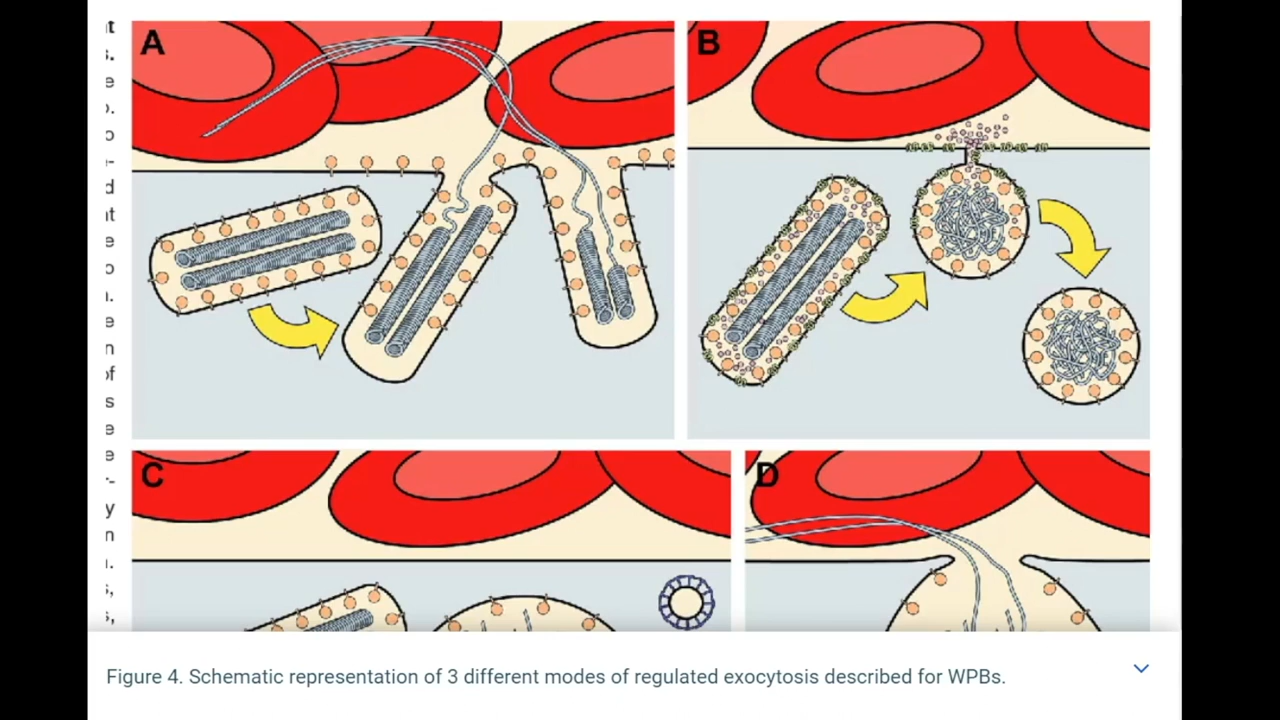 A
B
C
D
Figure 4. Schematic representation of 3 different modes of regulated exocytosis described for WPBs.